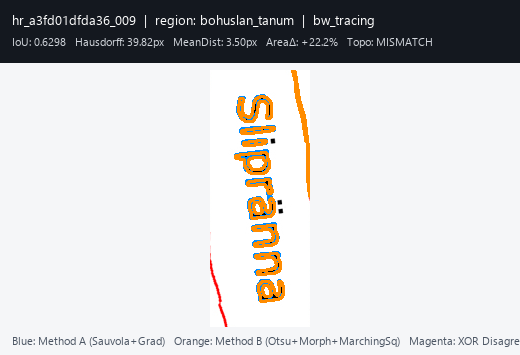 hr_a3fd01dfda36_009 | region: bohuslan_tanum | bw_tracing
IoU: 0.6298 Hausdorff: 39.82px MeanDist: 3.50px AreaΔ: +22.2% Topo: MISMATCH
Sipränna
Blue: Method A (Sauvola+Grad) Orange: Method B (Otsu+Morph+MarchingSq) Magenta: XOR Disagre